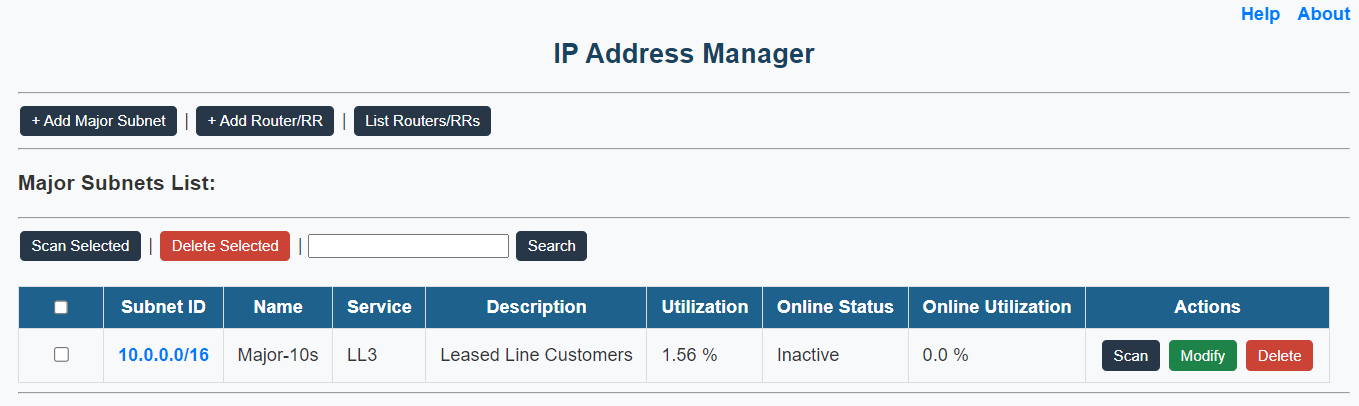 Help About
IP Address Manager
+ Add Major Subnet | + Add Router/RR | List Routers/RRs
Major Subnets List:
Scan Selected | Delete Selected | Search
Subnet ID Name Service Description Utilization Online Status Online Utilization Actions
10.0.0.0/16 Major-10s LL3 Leased Line Customers 1.56 % Inactive 0.0 % Scan Modify Delete